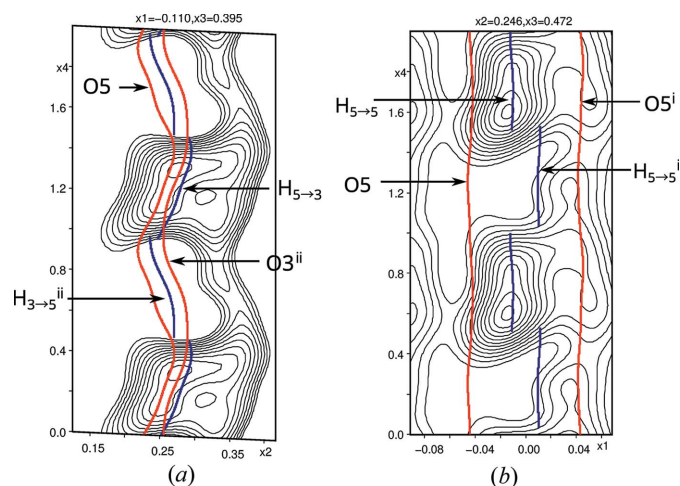 x1=−0.110,x3=0.395
x4
1.6
1.2
0.8
0.4
0.0
0.15
0.25
0.35
x2
O5
H5→3
O3ii
H3→5ii
(a)
x2=0.246,x3=0.472
x4
1.6
1.2
0.8
0.4
0.0
−0.08
−0.04
0.00
0.04
x1
H5→5
O5i
O5
H5→5i
(b)